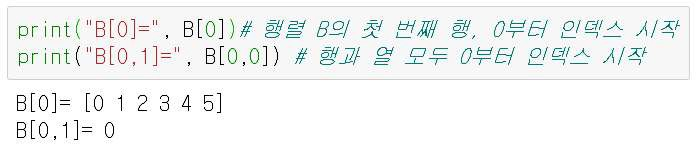 print("B[0]=", B[0])# 행렬 B의 첫 번째 행, 0부터 인덱스 시작
print("B[0,1]=", B[0,0]) # 행과 열 모두 0부터 인덱스 시작
B[0]= [0 1 2 3 4 5]
B[0,1]= 0